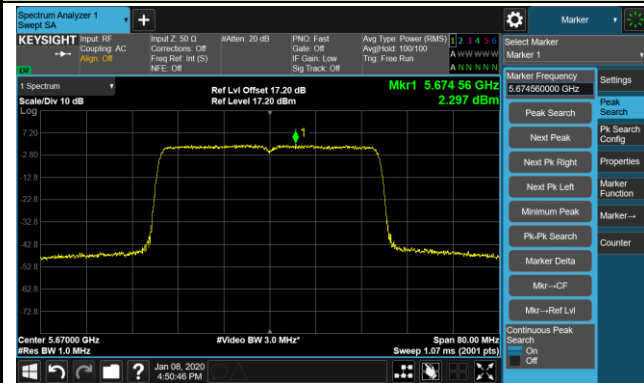 Spectrum Analyzer 1
Swept SA
Marker
KEYSIGHT
Input: RF
Coupling: AC
Align: Off
Input Z: 50 Ω
Corrections: Off
Freq Ref: Int (S)
NFE: Off
#Atten: 20 dB
PNO: Fast
Gate: Off
IF Gain: Low
Sig Track: Off
Avg Type: Power (RMS)
Avg|Hold: 100/100
Trig: Free Run
1 2 3 4 5 6
A W W W W W
A N N N N N
Select Marker
Marker 1
1 Spectrum
Scale/Div 10 dB
Log
Ref Lvl Offset 17.20 dB
Ref Level 17.20 dBm
Mkr1 5.674 56 GHz
2.297 dBm
7.20
-2.80
-12.8
-22.8
-32.8
-42.8
-52.8
-62.8
-72.8
1
Center 5.67000 GHz
#Res BW 1.0 MHz
#Video BW 3.0 MHz*
Span 80.00 MHz
Sweep 1.07 ms (2001 pts)
Marker Frequency
5.674560000 GHz
Peak Search
Next Peak
Next Pk Right
Next Pk Left
Minimum Peak
Pk-Pk Search
Marker Delta
Mkr→CF
Mkr→Ref Lvl
Continuous Peak
Search
On
Off
Settings
Peak
Search
Pk Search
Config
Properties
Marker
Function
Marker→
Counter
Jan 08, 2020
4:50:46 PM